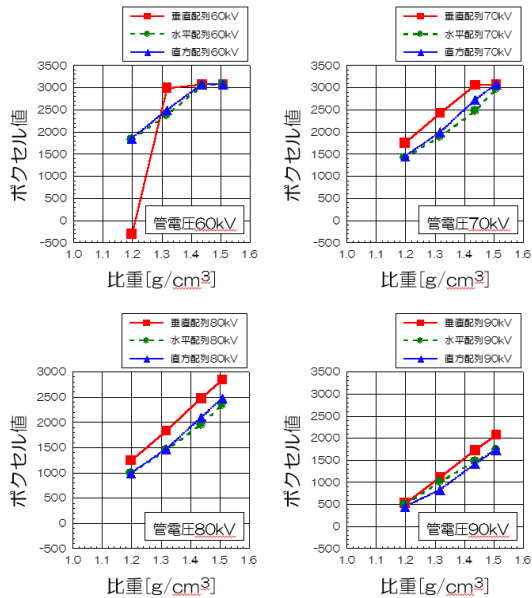 垂直配列60kV
水平配列60kV
直方配列60kV
3500
3000
2500
2000
1500
1000
500
0
-500
ボクセル値
管電圧60kV
1.0 1.1 1.2 1.3 1.4 1.5 1.6
比重[g/cm3]
垂直配列70kV
水平配列70kV
直方配列70kV
3500
3000
2500
2000
1500
1000
500
0
-500
ボクセル値
管電圧70kV
1.0 1.1 1.2 1.3 1.4 1.5 1.6
比重[g/cm3]
垂直配列80kV
水平配列80kV
直方配列80kV
3000
2500
2000
1500
1000
500
0
-500
ボクセル値
管電圧80kV
1.0 1.1 1.2 1.3 1.4 1.5 1.6
比重[g/cm3]
垂直配列90kV
水平配列90kV
直方配列90kV
3500
3000
2500
2000
1500
1000
500
0
-500
ボクセル値
管電圧90kV
1.0 1.1 1.2 1.3 1.4 1.5 1.6
比重[g/cm3]